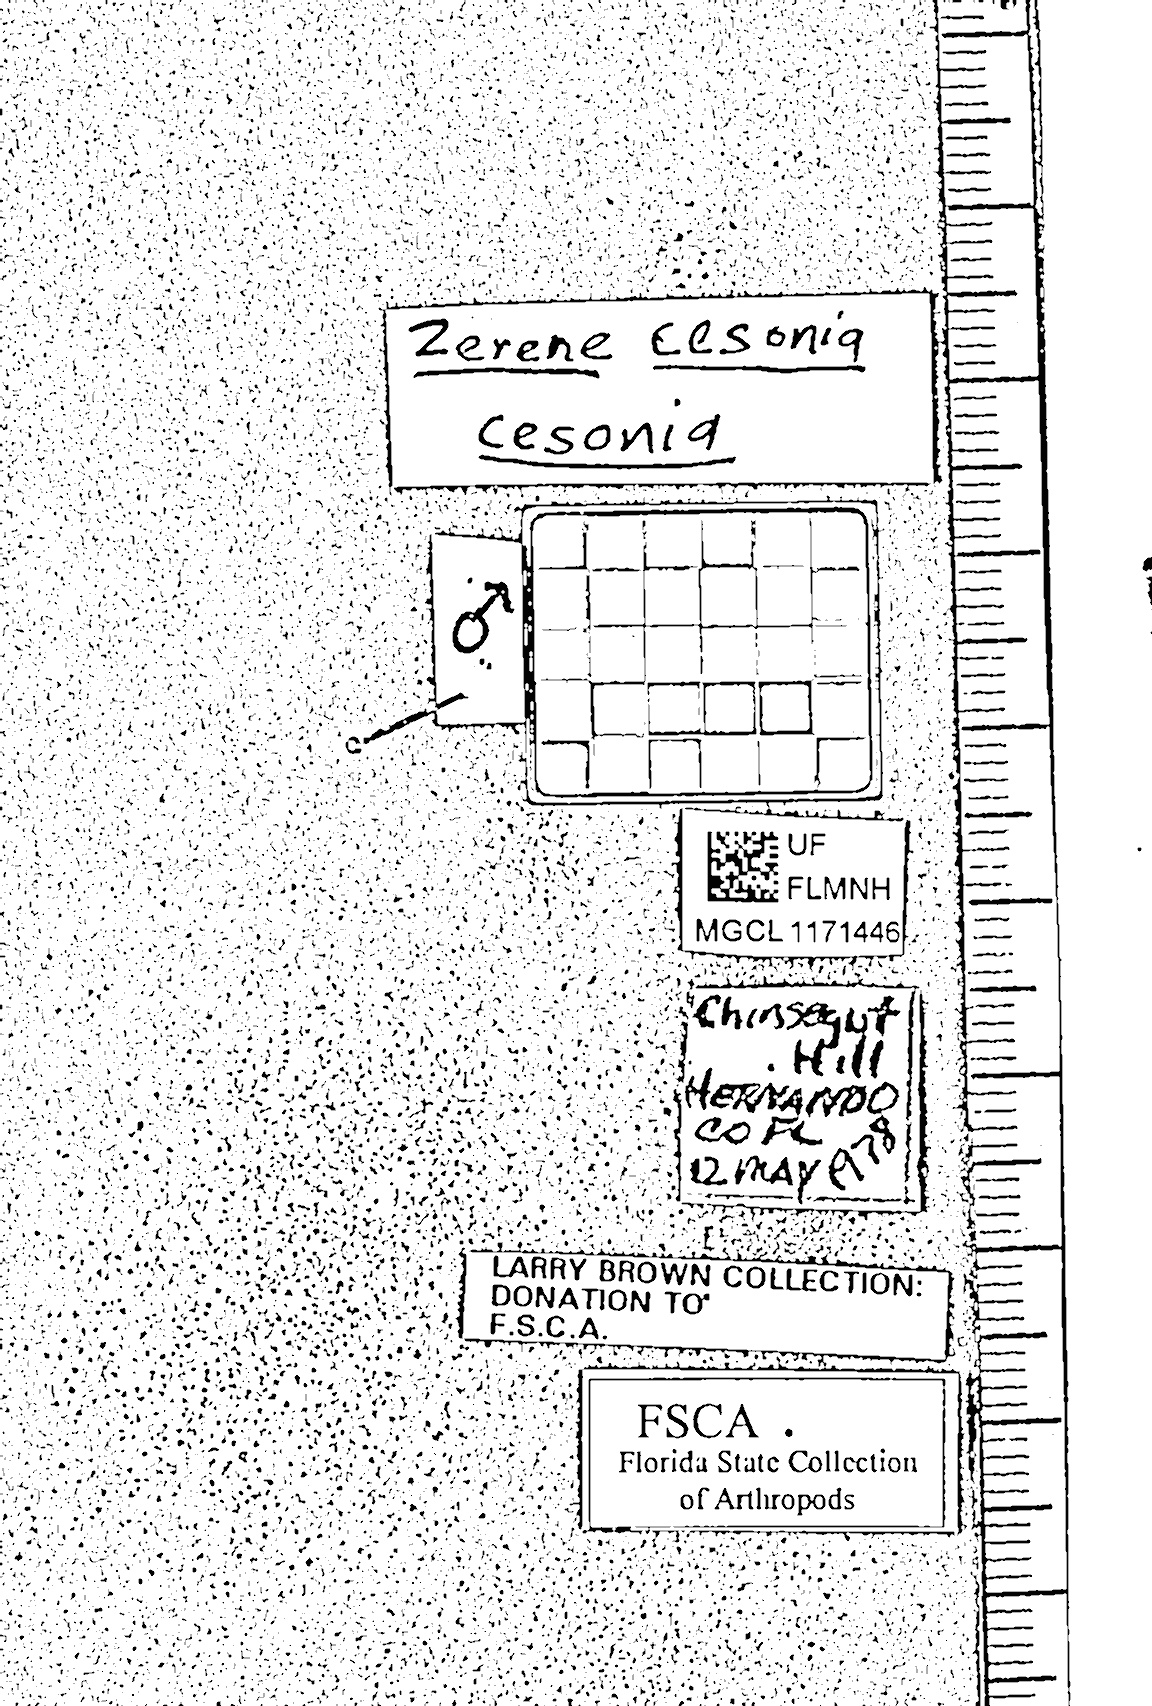 Zerene cesonia
cesonia
♂
UF
FLMNH
MGCL 1171446
Chinsegut
Hill
HERNANDO
CO FL
12 MAY 1978
LARRY BROWN COLLECTION:
DONATION TO
F.S.C.A.
FSCA
Florida State Collection
of Arthropods